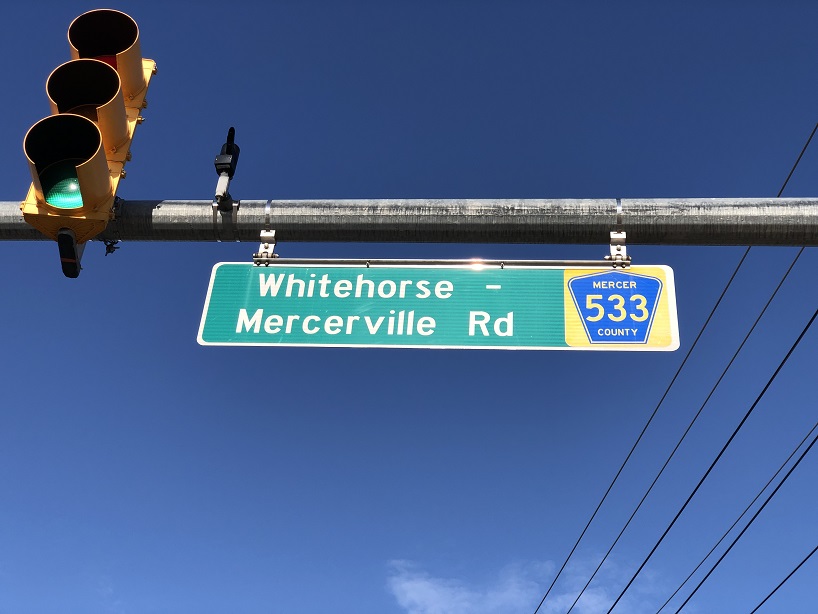 Whitehorse -
Mercerville Rd
MERCER
533
COUNTY